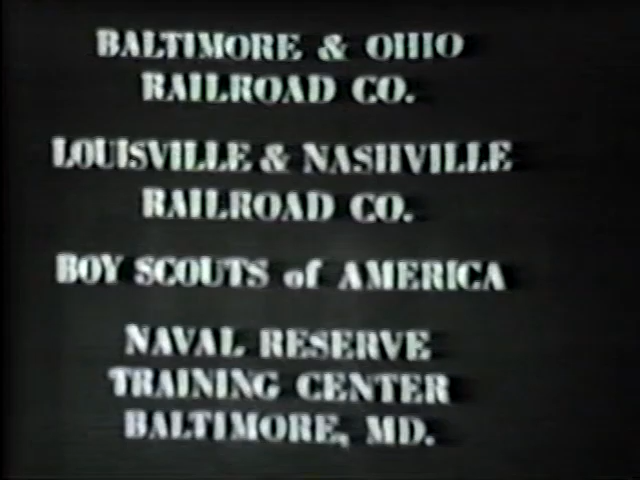 BALTIMORE & OHIO
RAILROAD CO.
LOUISVILLE & NASHVILLE
RAILROAD CO.
BOY SCOUTS of AMERICA
NAVAL RESERVE
TRAINING CENTER
BALTIMORE, MD.